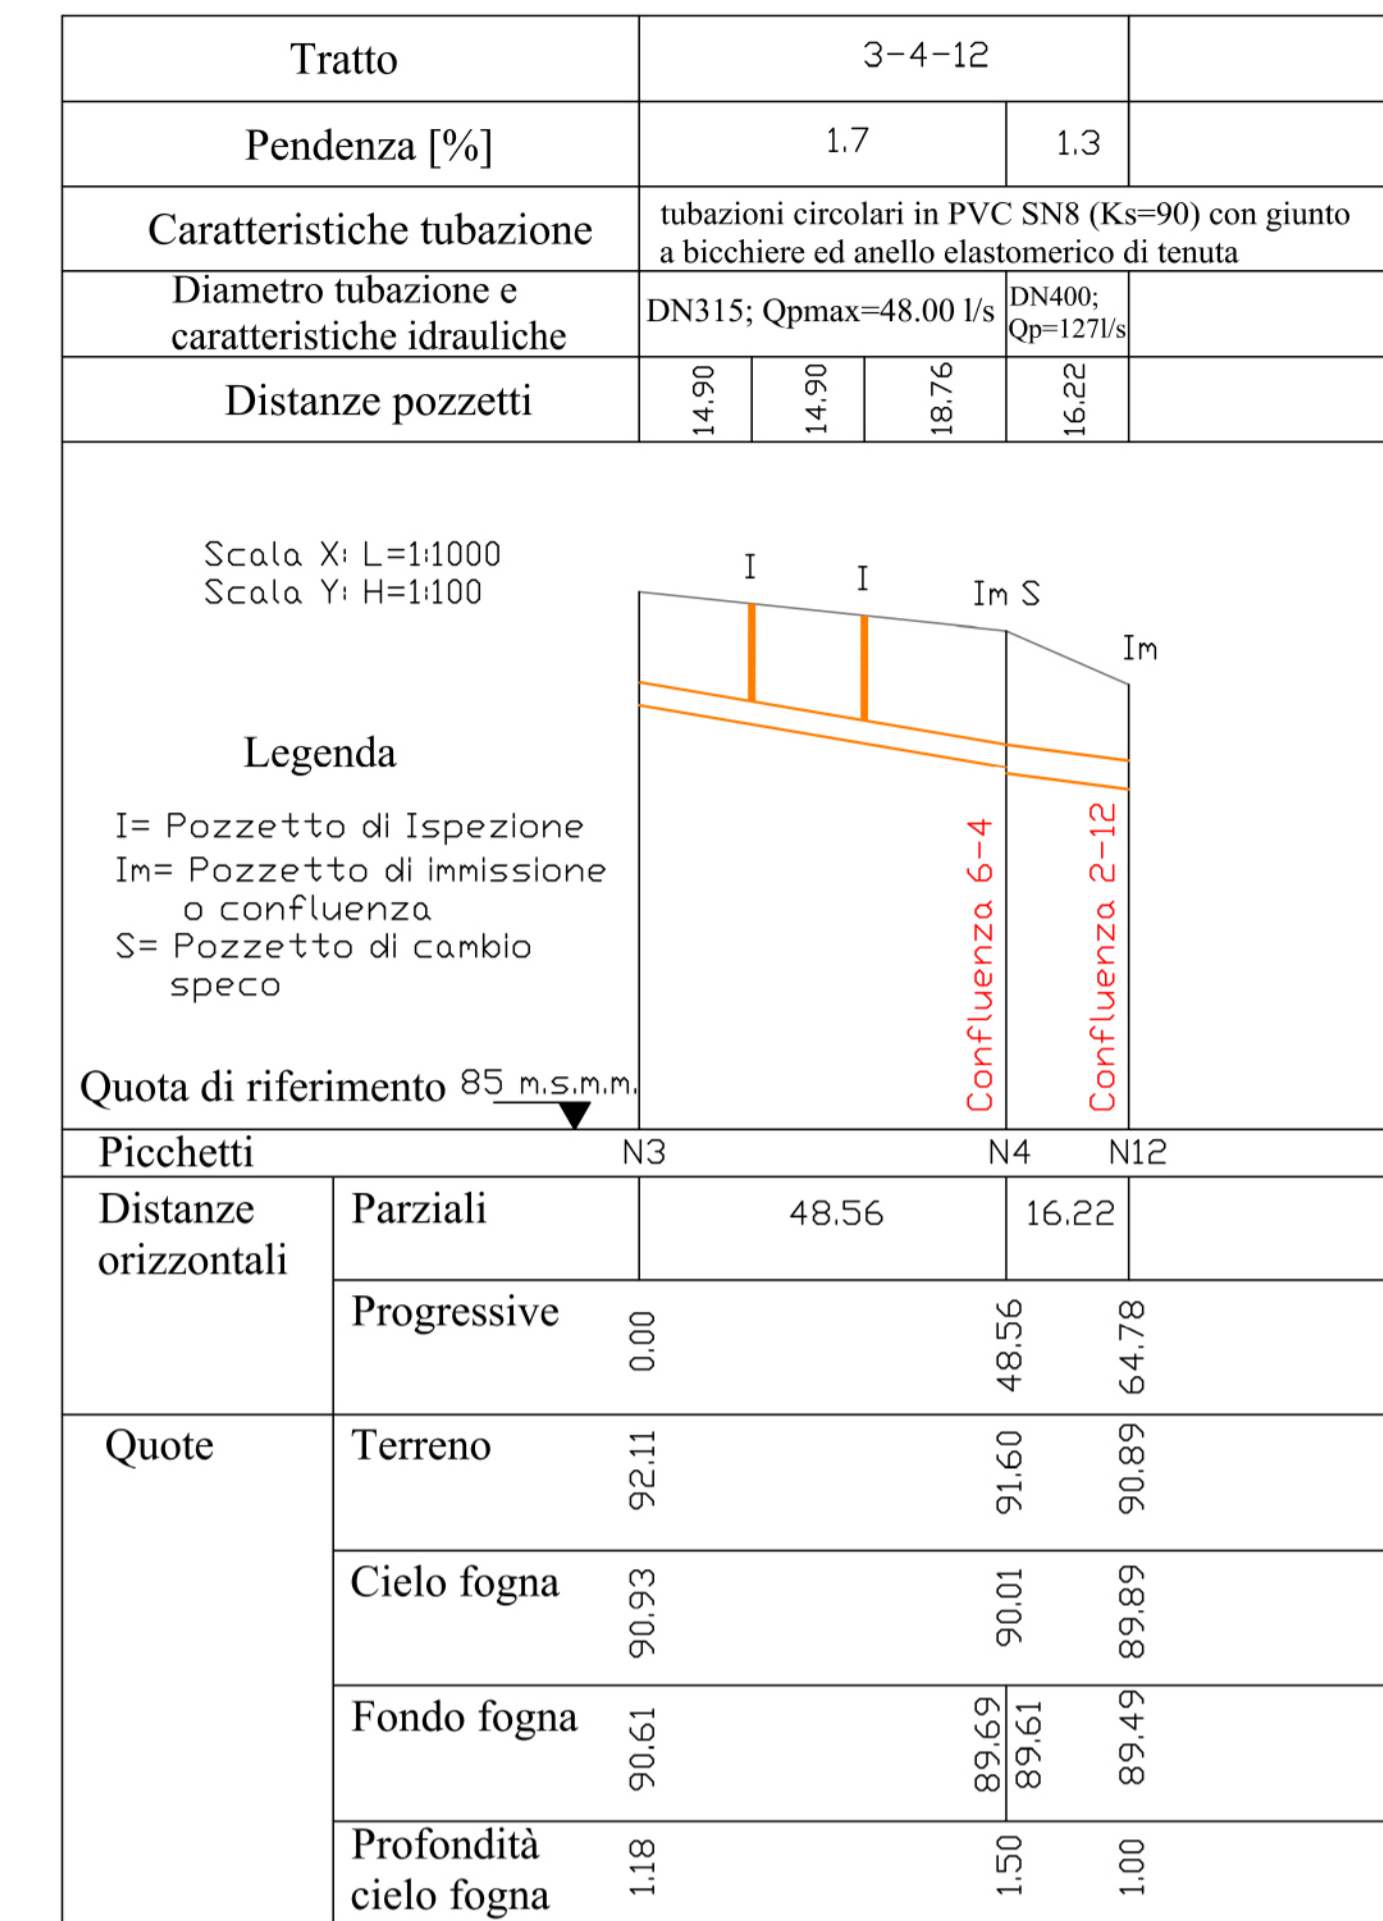 Tratto
3-4-12
Pendenza [%]
1.7
1.3
Caratteristiche tubazione
tubazioni circolari in PVC SN8 (Ks=90) con giunto
a bicchiere ed anello elastomerico di tenuta
Diametro tubazione e
caratteristiche idrauliche
DN315; Qpmax=48.00 l/s
DN400;
Qp=127l/s
Distanze pozzetti
14.90
14.90
18.76
16.22
Scala X: L=1:1000
Scala Y: H=1:100
I
I
Im S
Im
Legenda
I= Pozzetto di Ispezione
Im= Pozzetto di immissione
o confluenza
S= Pozzetto di cambio
speco
Confluenza 6-4
Confluenza 2-12
Quota di riferimento 85 m.s.m.m.
Picchetti
N3
N4
N12
Distanze
orizzontali
Parziali
48.56
16.22
Progressive
0.00
48.56
64.78
Quote
Terreno
92.11
91.60
90.89
Cielo fogna
90.93
90.01
89.89
Fondo fogna
90.61
89.69
89.61
89.49
Profondità
cielo fogna
1.18
1.50
1.00